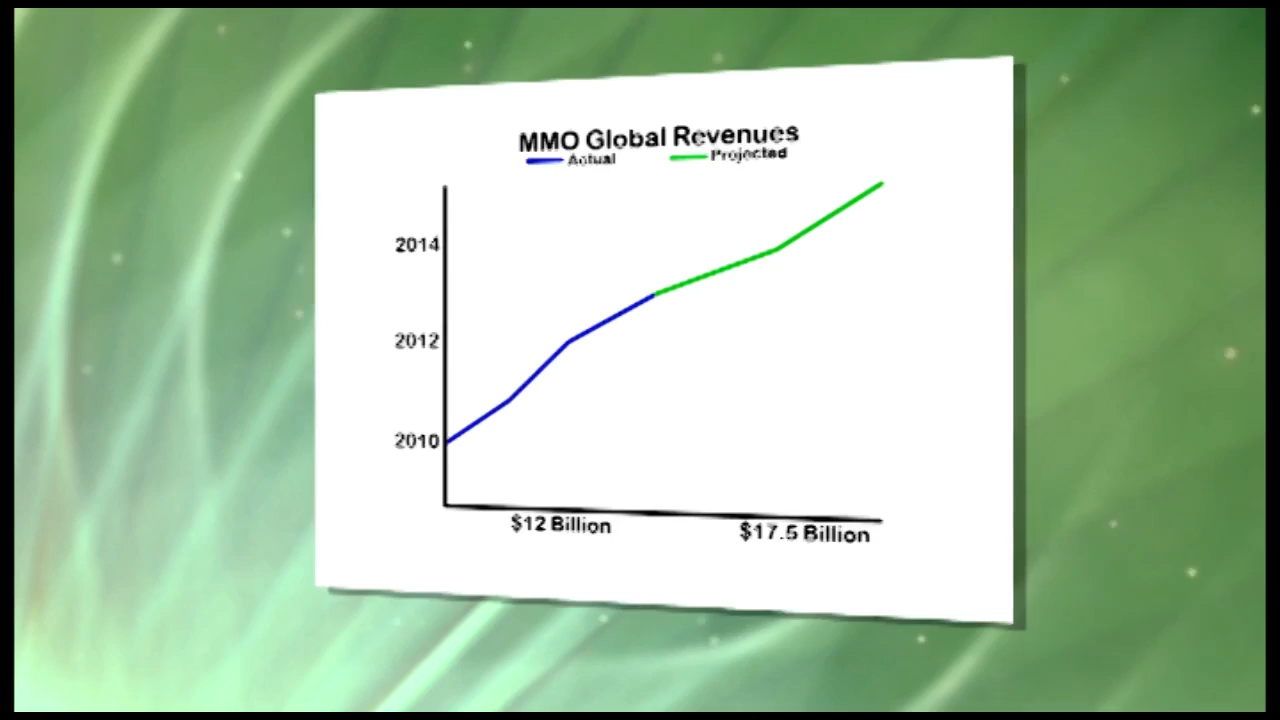 MMO Global Revenues
Actual Projected
2014
2012
2010
$12 Billion $17.5 Billion